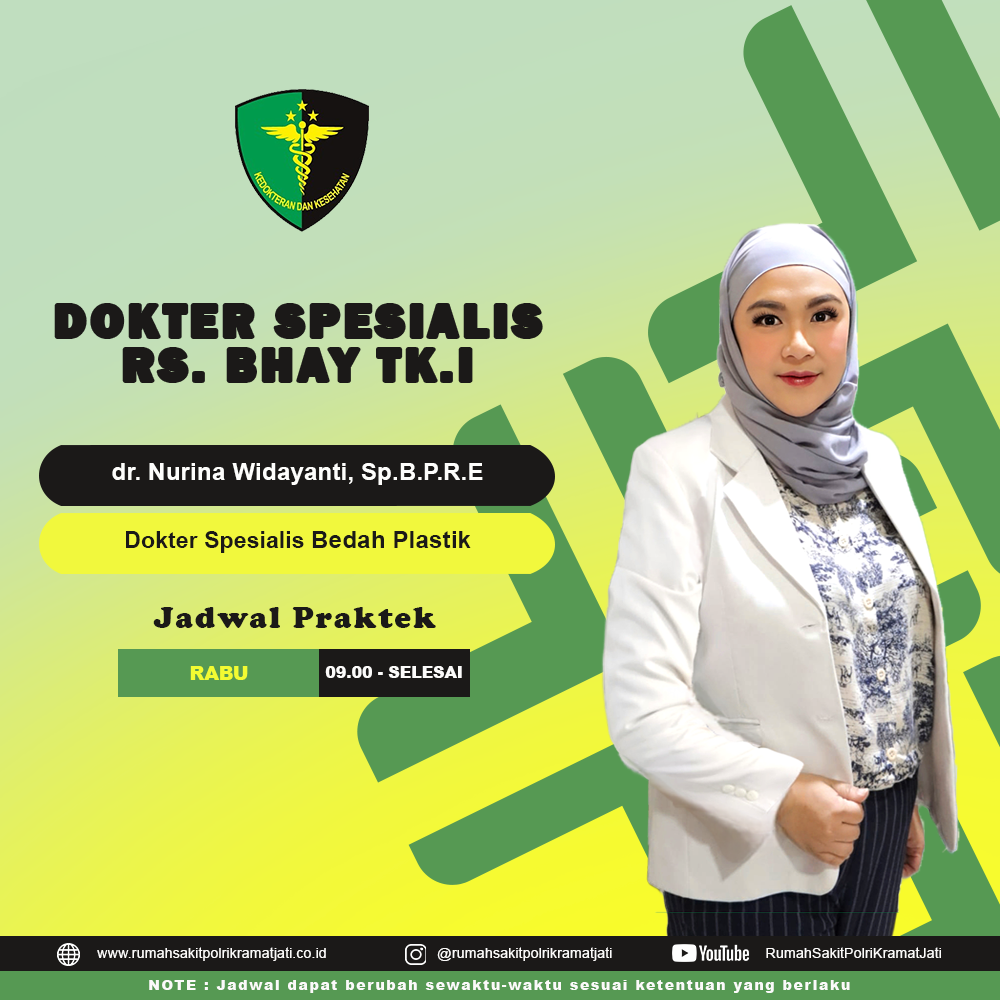 KEDOKTERAN DAN KESEHATAN
DOKTER SPESIALIS
RS. BHAY TK.I
dr. Nurina Widayanti, Sp.B.P.R.E
Dokter Spesialis Bedah Plastik
Jadwal Praktek
RABU 09.00 - SELESAI
www.rumahsakitpolrikramatjati.co.id @rumahsakitpolrikramatjati YouTube RumahSakitPolriKramatJati
NOTE : Jadwal dapat berubah sewaktu-waktu sesuai ketentuan yang berlaku